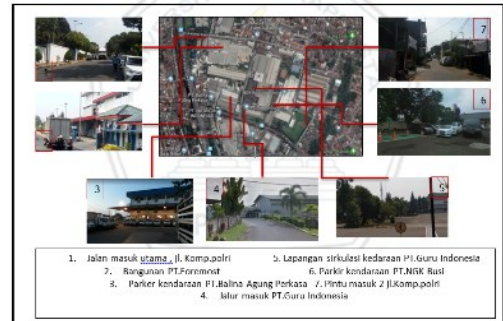 7
6
3
4
5
1. Jalan masuk utama , Jl. Komp.polri
5. Lapangan sirkulasi kedaraan PT.Guru Indonesia
2. Bangunan PT.Foremost
6. Parkir kendaraan PT.NGK Busi
3. Parker kendaraan PT.Balina Agung Perkasa
7. Pintu masuk 2 Jl.Komp.polri
4. Jalur masuk PT.Guru Indonesia